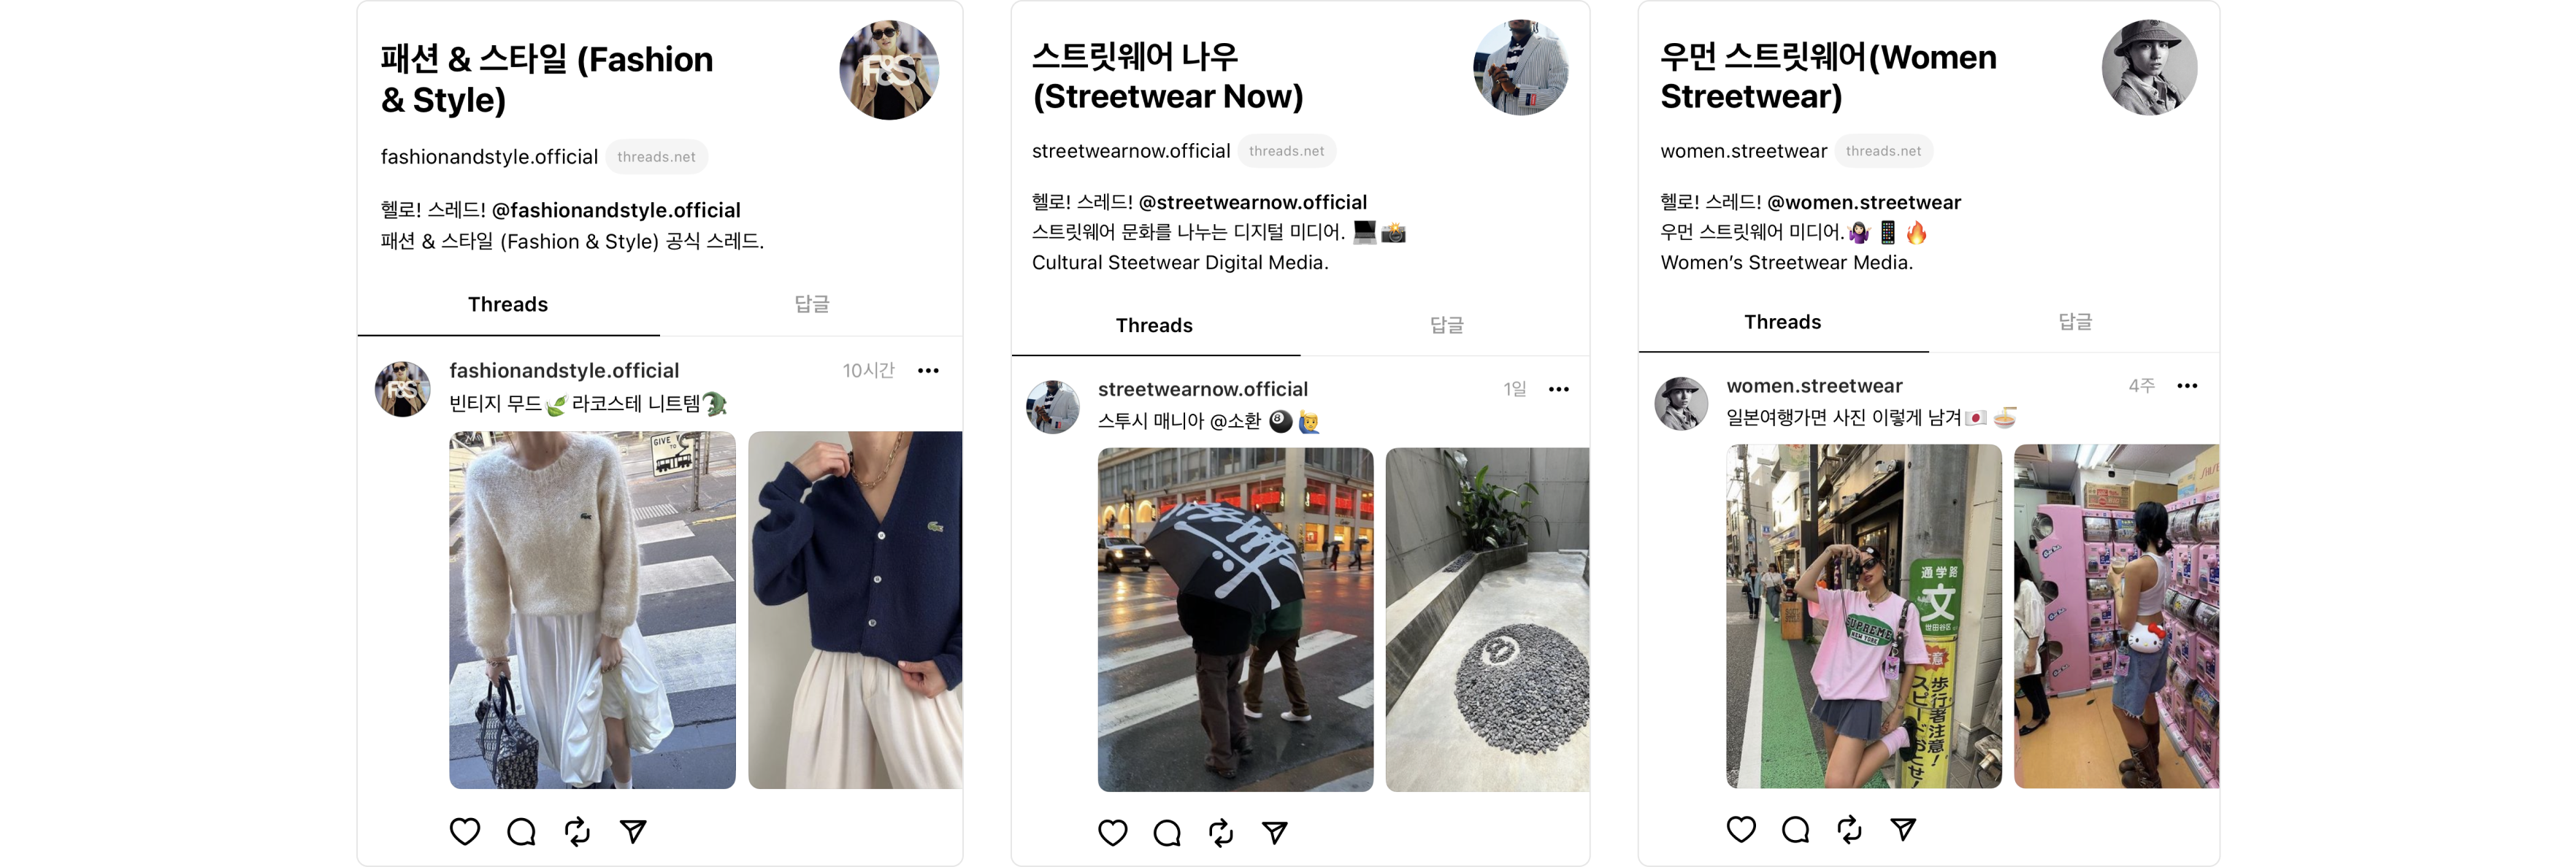 패션 & 스타일 (Fashion
& Style)
F&S
fashionandstyle.official threads.net
헬로! 스레드! @fashionandstyle.official
패션 & 스타일 (Fashion & Style) 공식 스레드.
Threads 답글
F&S
fashionandstyle.official 10시간
빈티지 무드🌿 라코스테 니트템🐊
GIVE
TO
스트릿웨어 나우
(Streetwear Now)
streetwearnow.official threads.net
헬로! 스레드! @streetwearnow.official
스트릿웨어 문화를 나누는 디지털 미디어. 💻📸
Cultural Steetwear Digital Media.
Threads 답글
streetwearnow.official 1일
스투시 매니아 @소환 🎱🙋‍♂️
8
우먼 스트릿웨어(Women
Streetwear)
women.streetwear threads.net
헬로! 스레드! @women.streetwear
우먼 스트릿웨어 미디어.🤷🏻‍♀️📱🔥
Women’s Streetwear Media.
Threads 답글
women.streetwear 4주
일본여행가면 사진 이렇게 남겨🇯🇵🍜
SUPREME
NEW YORK
通学路
文
世田谷区
歩行者注意!
スピードおとせ!